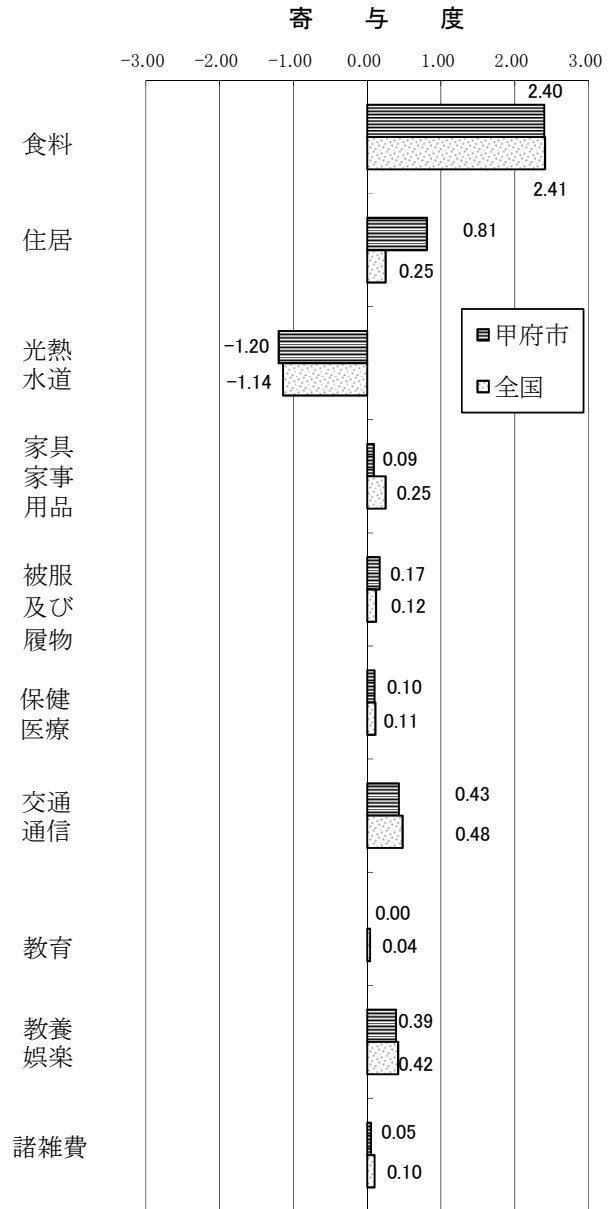 寄与度
-3.00 -2.00 -1.00 0.00 1.00 2.00 3.00
食料
2.40
2.41
住居
0.81
0.25
光熱
水道
-1.20
-1.14
甲府市
全国
家具
家事
用品
0.09
0.25
被服
及び
履物
0.17
0.12
保健
医療
0.10
0.11
交通
通信
0.43
0.48
教育
0.00
0.04
教養
娯楽
0.39
0.42
諸雑費
0.05
0.10